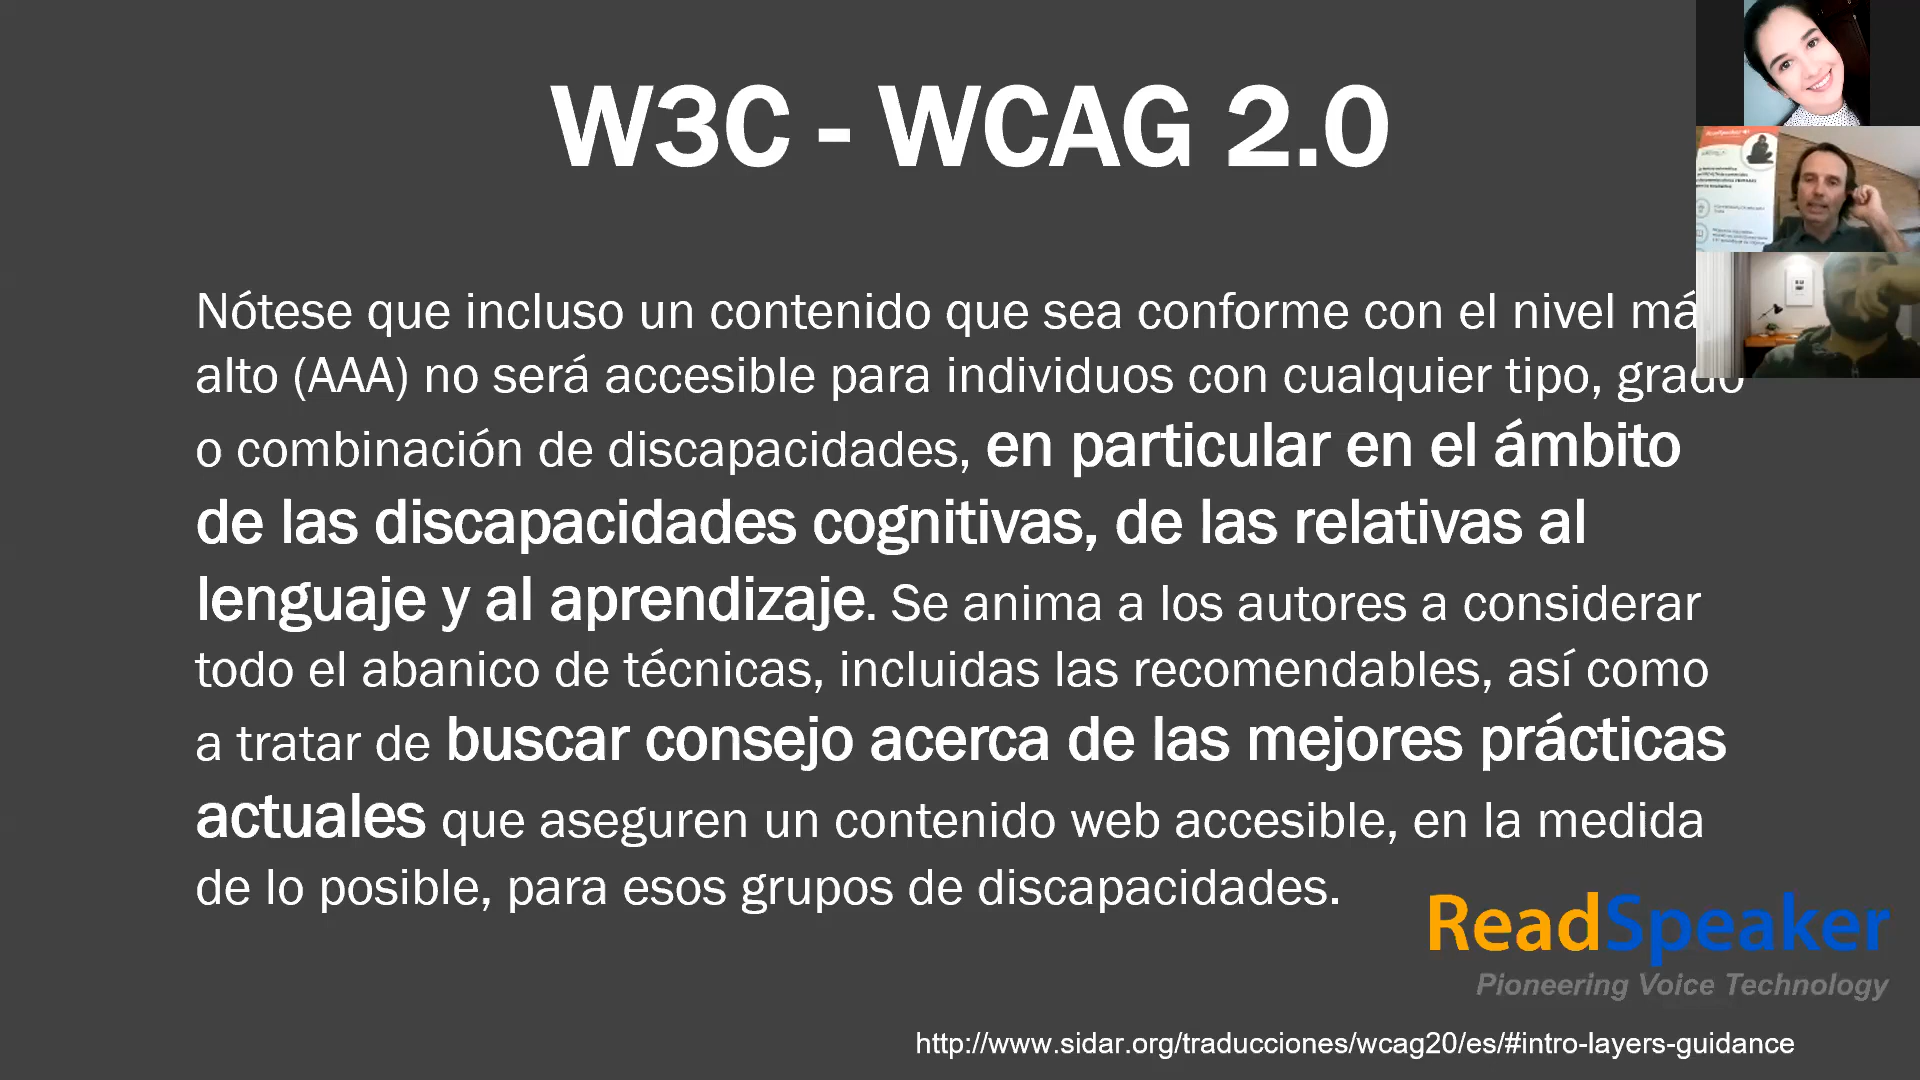 W3C - WCAG 2.0
Nótese que incluso un contenido que sea conforme con el nivel má
alto (AAA) no será accesible para individuos con cualquier tipo, grado
o combinación de discapacidades, en particular en el ámbito
de las discapacidades cognitivas, de las relativas al
lenguaje y al aprendizaje. Se anima a los autores a considerar
todo el abanico de técnicas, incluidas las recomendables, así como
a tratar de buscar consejo acerca de las mejores prácticas
actuales que aseguren un contenido web accesible, en la medida
de lo posible, para esos grupos de discapacidades.
ReadSpeaker
Pioneering Voice Technology
http://www.sidar.org/traducciones/wcag20/es/#intro-layers-guidance